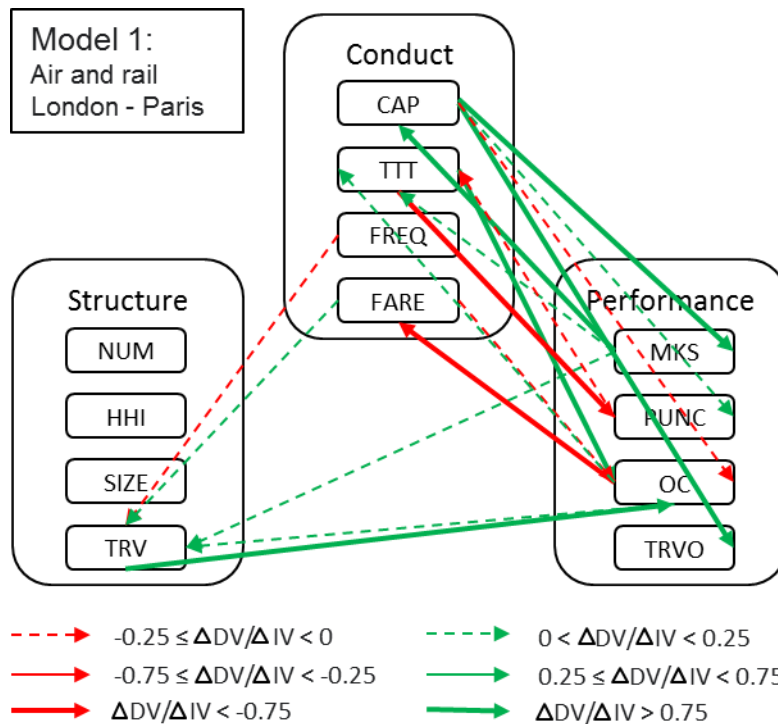 Model 1:
Air and rail
London - Paris
Conduct
CAP
TTT
FREQ
FARE
Structure
NUM
HHI
SIZE
TRV
Performance
MKS
PUNC
OC
TRVO
-0.25 ≤ ΔDV/ΔIV < 0
-0.75 ≤ ΔDV/ΔIV < -0.25
ΔDV/ΔIV < -0.75
0 < ΔDV/ΔIV < 0.25
0.25 ≤ ΔDV/ΔIV < 0.75
ΔDV/ΔIV > 0.75